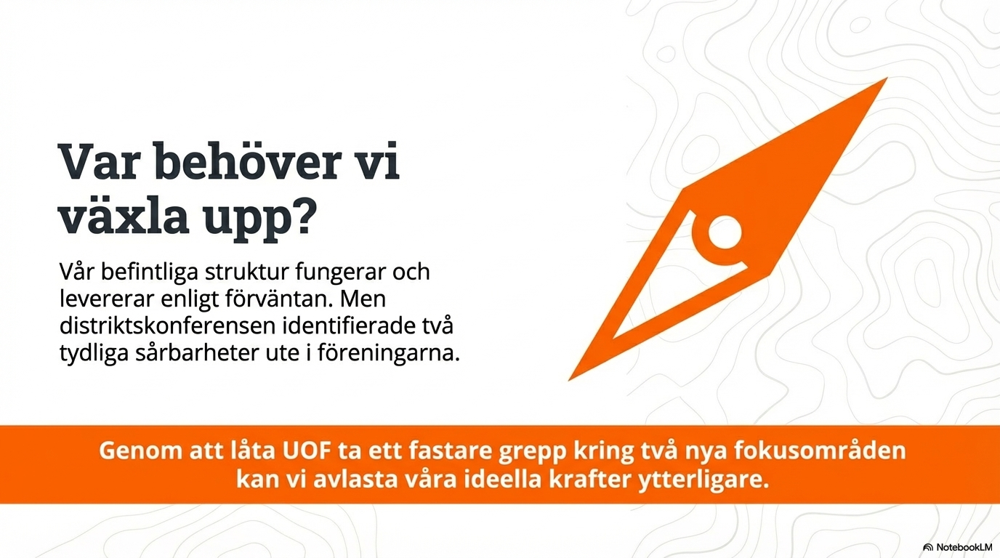 Var behöver vi
växla upp?
Vår befintliga struktur fungerar och
levererar enligt förväntan. Men
distriktskonferensen identifierade två
tydliga sårbarheter ute i föreningarna.
Genom att låta UOF ta ett fastare grepp kring två nya fokusområden
kan vi avlasta våra ideella krafter ytterligare.
NotebookLM